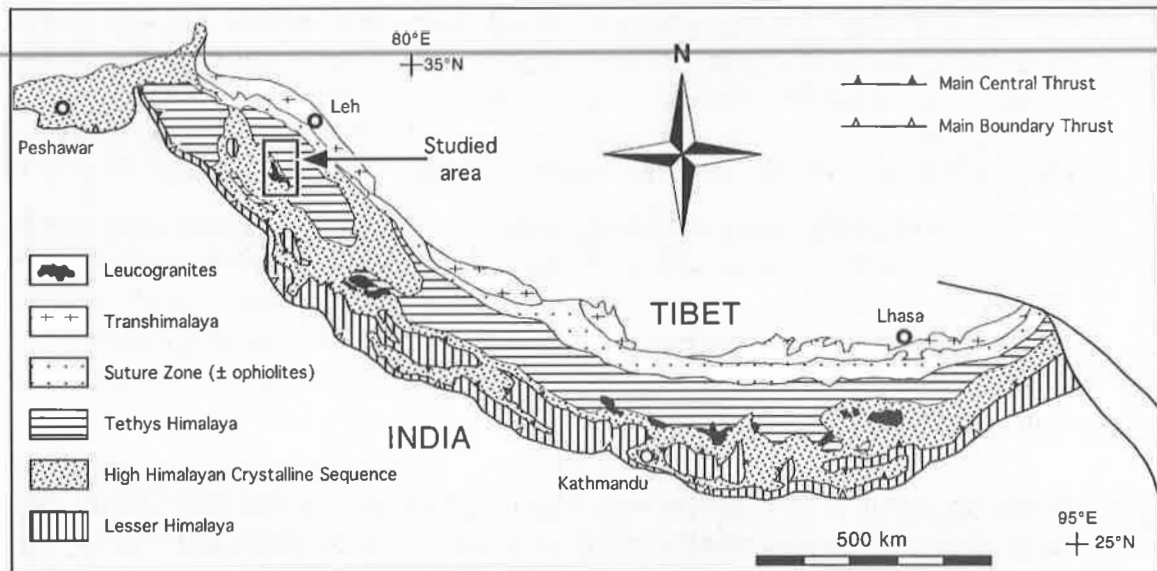 80°E
35°N
N
Main Central Thrust
Main Boundary Thrust
Leh
Peshawar
Studied
area
Leucogranites
Transhimalaya
Suture Zone (± ophiolites)
Tethys Himalaya
High Himalayan Crystalline Sequence
Lesser Himalaya
TIBET
Lhasa
INDIA
Kathmandu
500 km
95°E
25°N